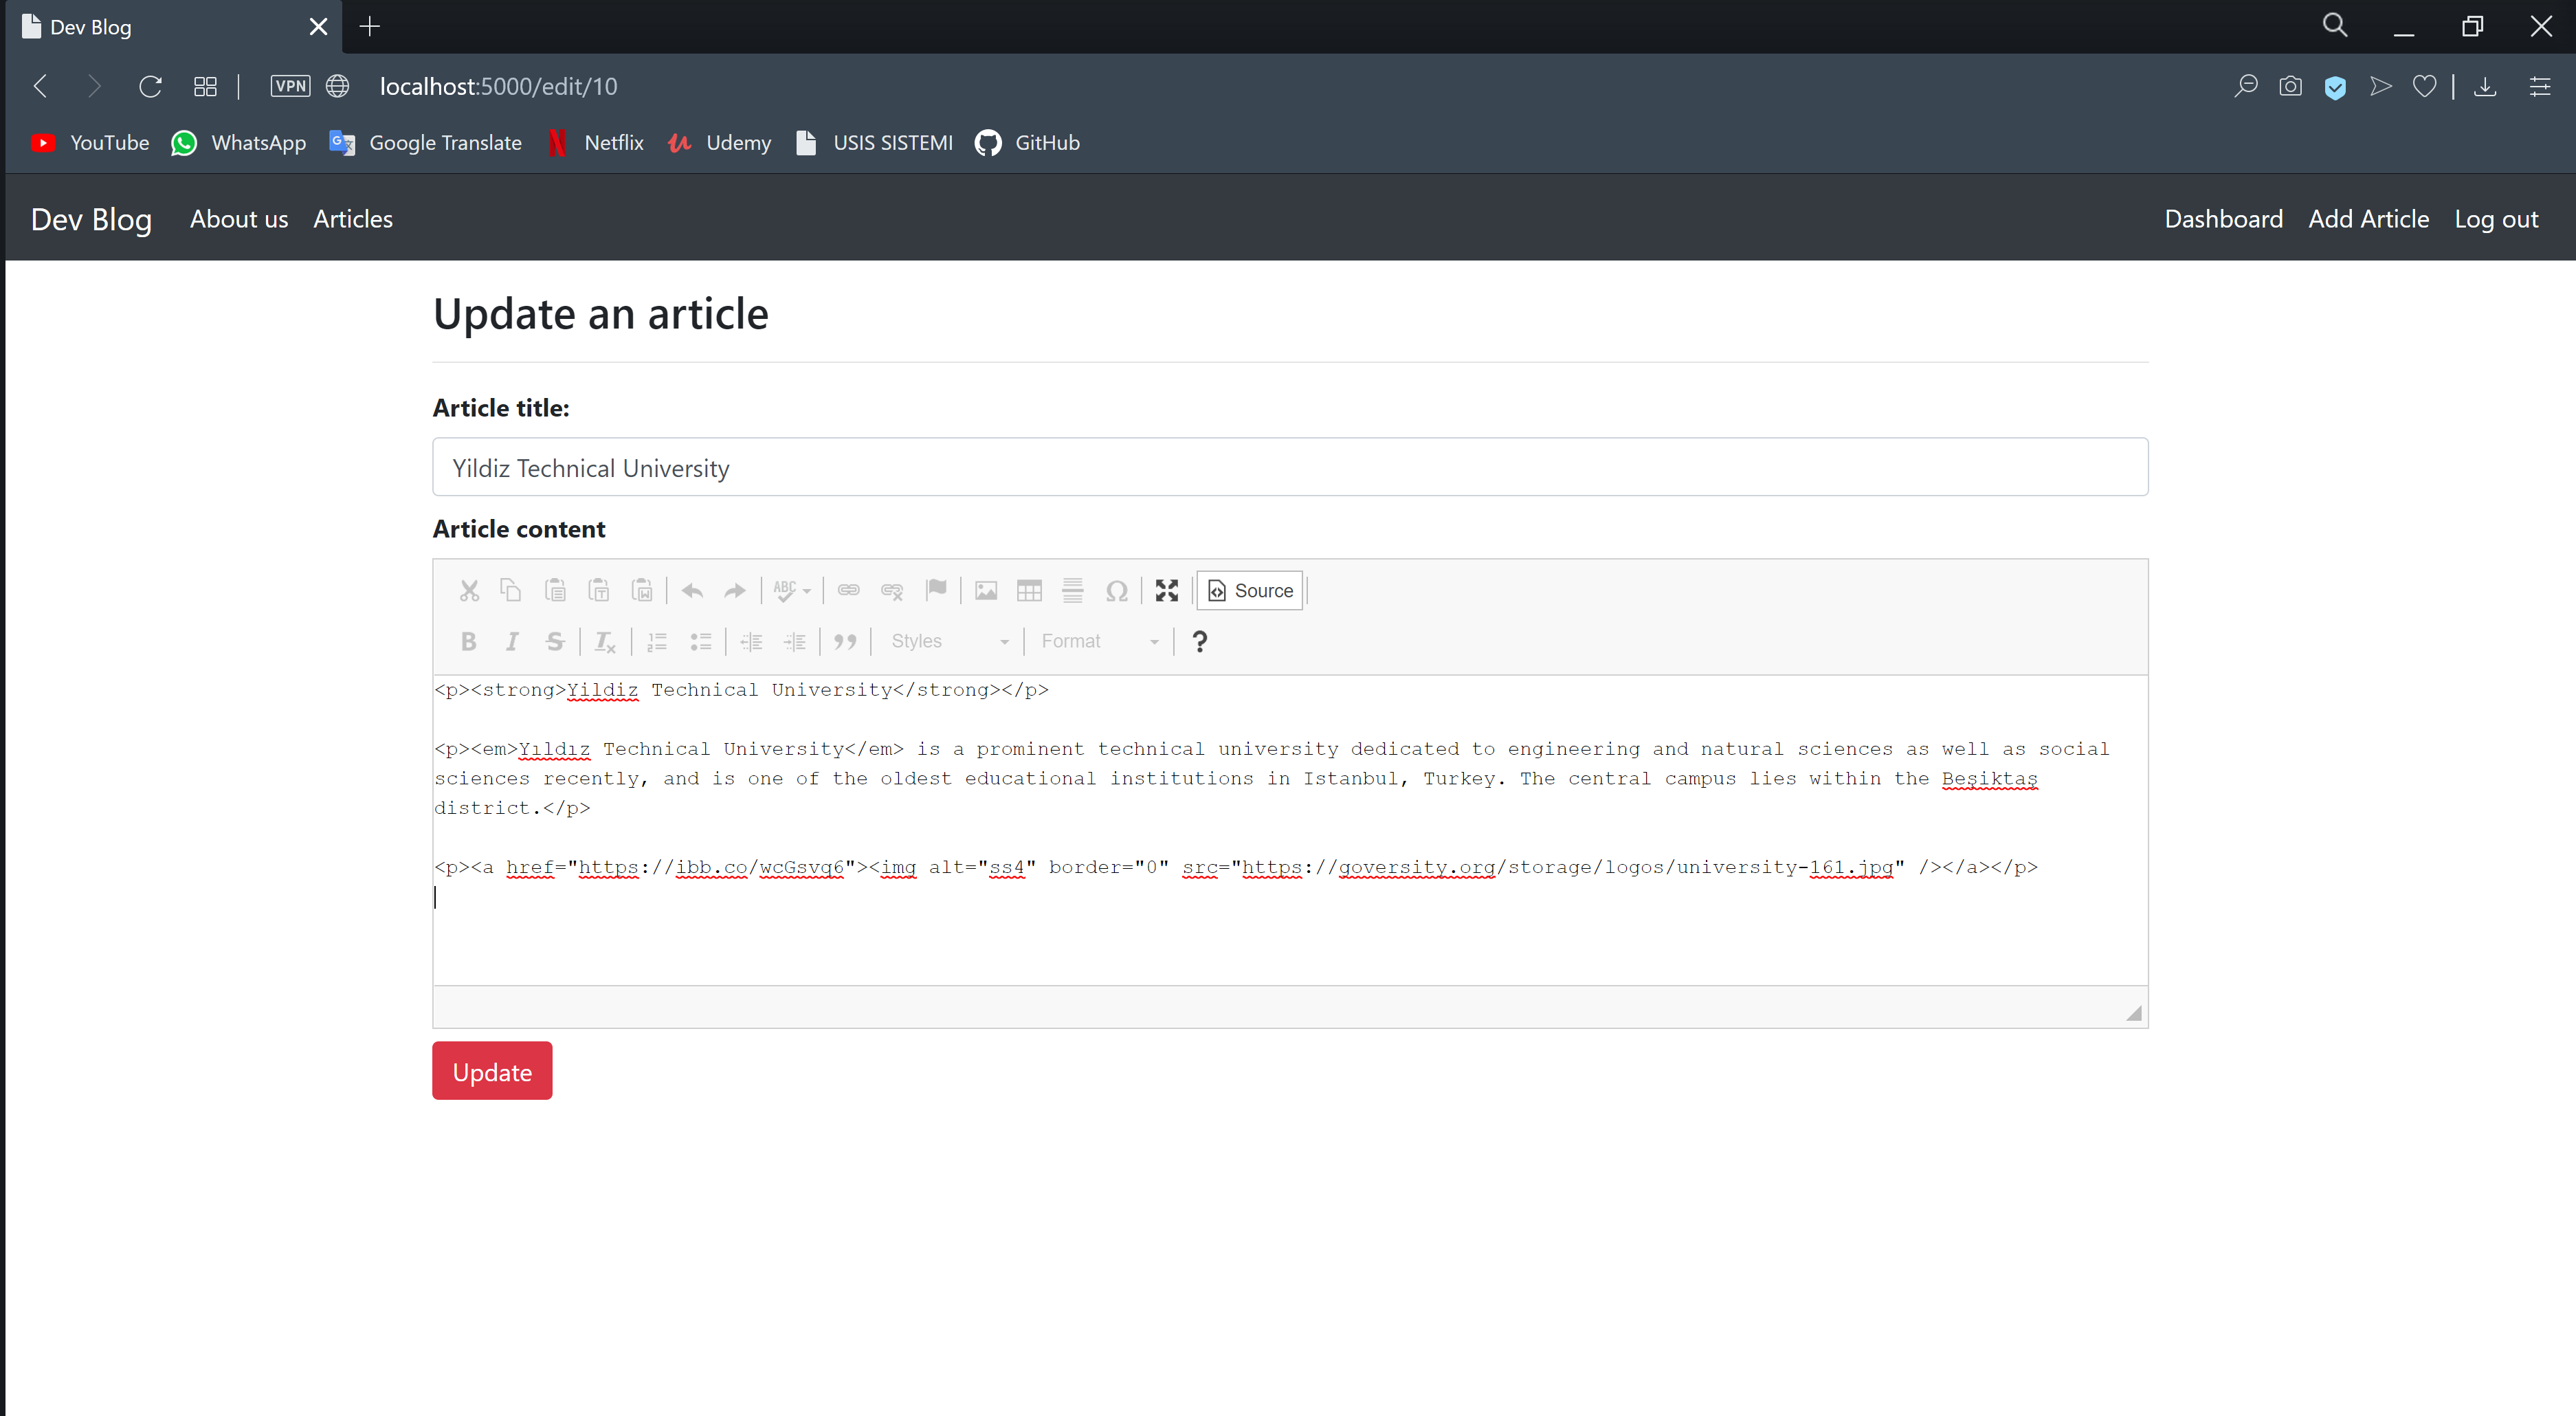 Dev Blog
VPN localhost:5000/edit/10
YouTube WhatsApp Google Translate Netflix Udemy USIS SISTEMI GitHub
Dev Blog About us Articles Dashboard Add Article Log out
Update an article
Article title:
Yildiz Technical University
Article content
ABC Source
B I S Styles Format ?
<p><strong>Yildiz Technical University</strong></p>
<p><em>Yıldız Technical University</em> is a prominent technical university dedicated to engineering and natural sciences as well as social
sciences recently, and is one of the oldest educational institutions in Istanbul, Turkey. The central campus lies within the Beşiktaş
district.</p>
<p><a href="https://ibb.co/wcGsvq6"><img alt="ss4" border="0" src="https://goversity.org/storage/logos/university-161.jpg" /></a></p>
Update